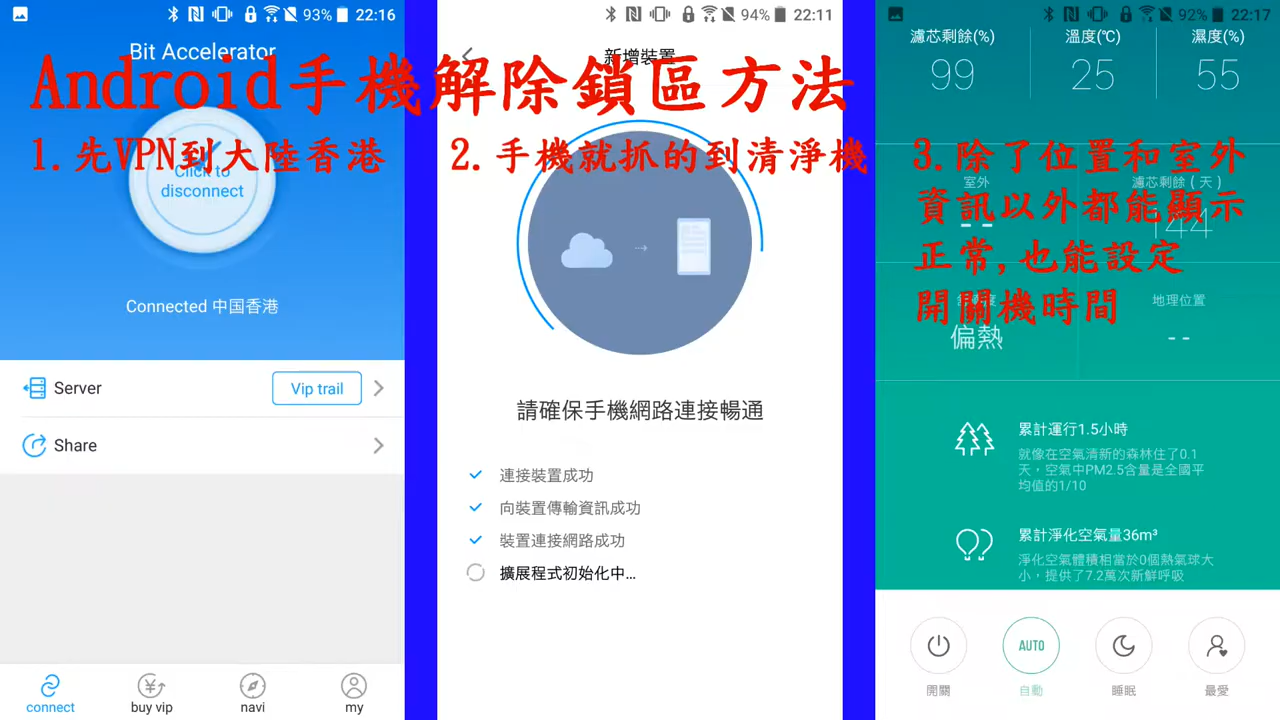 93% 22:16
Bit Accelerator
Android手機解除鎖區方法
1.先VPN到大陸香港
Click to
disconnect
Connected 中国香港
Server
Vip trail
Share
connect
buy vip
navi
my
94% 22:11
新增裝置
2.手機就抓的到清淨機
請確保手機網路連接暢通
連接裝置成功
向裝置傳輸資訊成功
裝置連接網路成功
擴展程式初始化中...
92% 22:17
濾芯剩餘(%)
溫度(℃)
濕度(%)
99
25
55
3.除了位置和室外
資訊以外都能顯示
正常,也能設定
開關機時間
室外
--
濾芯剩餘 ( 天 )
144
偏熱
地理位置
--
累計運行1.5小時
就像在空氣清新的森林住了0.1
天，空氣中PM2.5含量是全國平
均值的1/10
累計淨化空氣量36m³
淨化空氣體積相當於0個熱氣球大
小，提供了7.2萬次新鮮呼吸
AUTO
開關
自動
睡眠
最愛